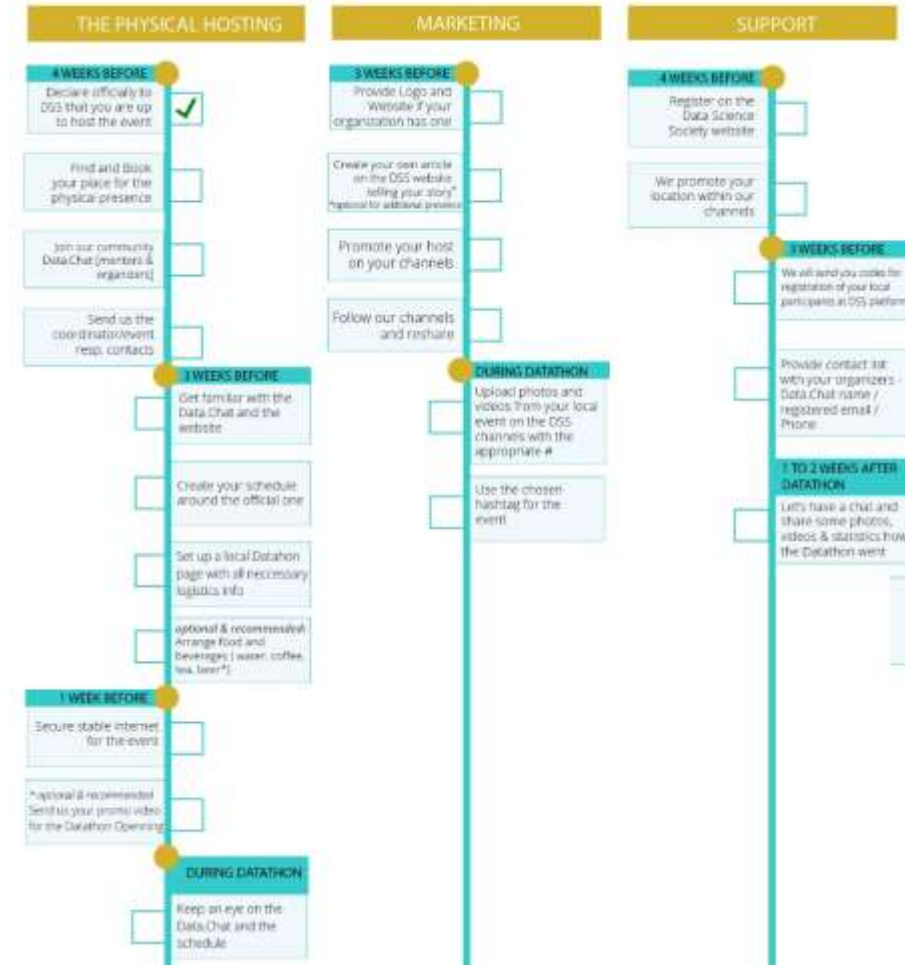 THE PHYSICAL HOSTING
4 WEEKS BEFORE
Declare officially to
DSS that you are up
to host the event
Find and Book
your place for the
physical presence
Join our community
Data.Chat (mentors &
organizers)
Send us the
coordinator/event
resp. contacts
3 WEEKS BEFORE
Get familiar with the
Data.Chat and the
website
Create your schedule
around the official one
Set up a local Datahon
page with all neccessary
logistics info
optional & recommended:
Arrange food and
beverages ( water, coffee,
tea, beer*)
1 WEEK BEFORE
Secure stable internet
for the event
* optional & recommended
Send us your promo video
for the Datathon Openning
DURING DATATHON
Keep an eye on the
Data.Chat and the
schedule
MARKETING
3 WEEKS BEFORE
Provide Logo and
Website if your
organization has one
Create your own article
on the DSS website
telling your story*
*optional for additional presence
Promote your host
on your channels
Follow our channels
and reshare
DURING DATATHON
Upload photos and
videos from your local
event on the DSS
channels with the
appropriate #
Use the chosen
hashtag for the
event
SUPPORT
4 WEEKS BEFORE
Register on the
Data Science
Society website
We promote your
location within our
channels
3 WEEKS BEFORE
We will send you codes for
registration of your local
participants at DSS platform
Provide contact list
with your organizers -
Data.Chat name /
registered email /
Phone
1 TO 2 WEEKS AFTER
DATATHON
Let's have a chat and
share some photos,
videos & statistics how
the Datathon went